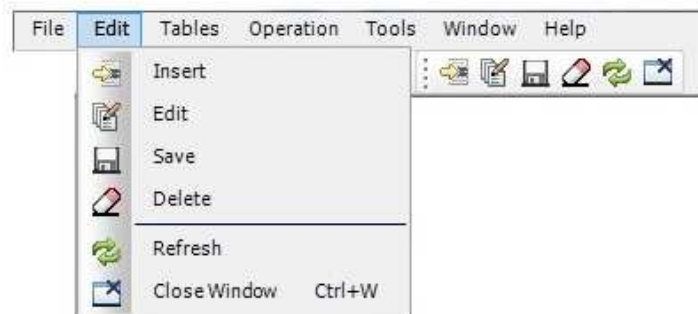 File Edit Tables Operation Tools Window Help
Insert
Edit
Save
Delete
Refresh
Close Window Ctrl+W